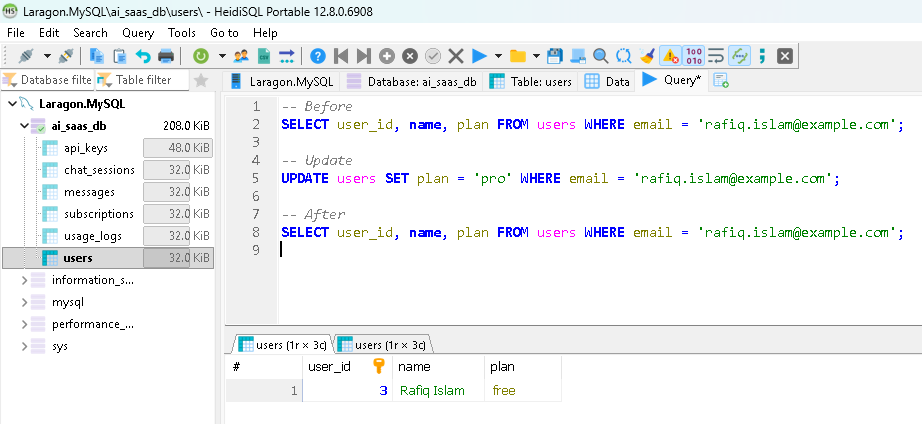 Laragon.MySQL\ai_saas_db\users\ - HeidiSQL Portable 12.8.0.6908
File Edit Search Query Tools Go to Help
Database filter Table filter Laragon.MySQL Database: ai_saas_db Table: users Data Query*
Laragon.MySQL
ai_saas_db 208.0 KiB
api_keys 48.0 KiB
chat_sessions 32.0 KiB
messages 32.0 KiB
subscriptions 32.0 KiB
usage_logs 32.0 KiB
users 32.0 KiB
information_s...
mysql
performance_...
sys
1 -- Before
2 SELECT user_id, name, plan FROM users WHERE email = 'rafiq.islam@example.com';
3
4 -- Update
5 UPDATE users SET plan = 'pro' WHERE email = 'rafiq.islam@example.com';
6
7 -- After
8 SELECT user_id, name, plan FROM users WHERE email = 'rafiq.islam@example.com';
9
users (1r × 3c) users (1r × 3c)
# user_id name plan
1 3 Rafiq Islam free